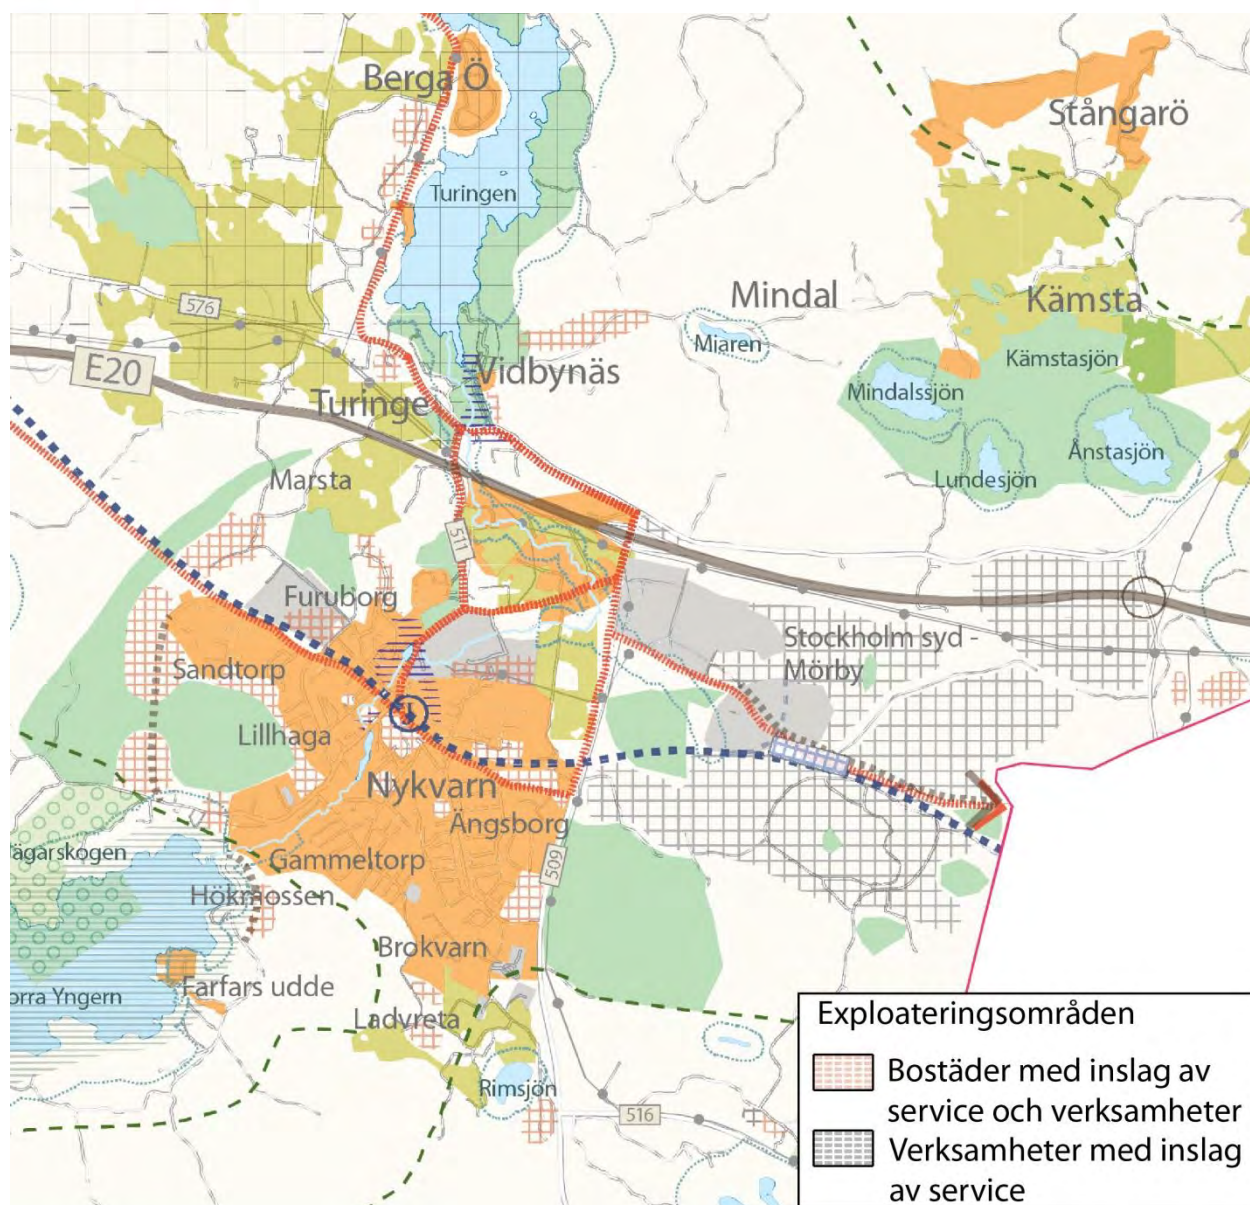 Berga Ö
Stångarö
Turingen
576
Mindal
Kämsta
Miaren
Kämstasjön
E20
Vidbynäs
Mindalssjön
Turinge
Ånstasjön
Marsta
Lundesjön
511
Furuborg
Stockholm syd -
Mörby
Sandtorp
Lillhaga
Nykvarn
Ängsborg
ägarskogen
Gammeltorp
509
Hökmossen
Brokvarn
Farfars udde
orra Yngern
Ladvreta
Rimsjön
516
Exploateringsområden
Bostäder med inslag av
service och verksamheter
Verksamheter med inslag
av service